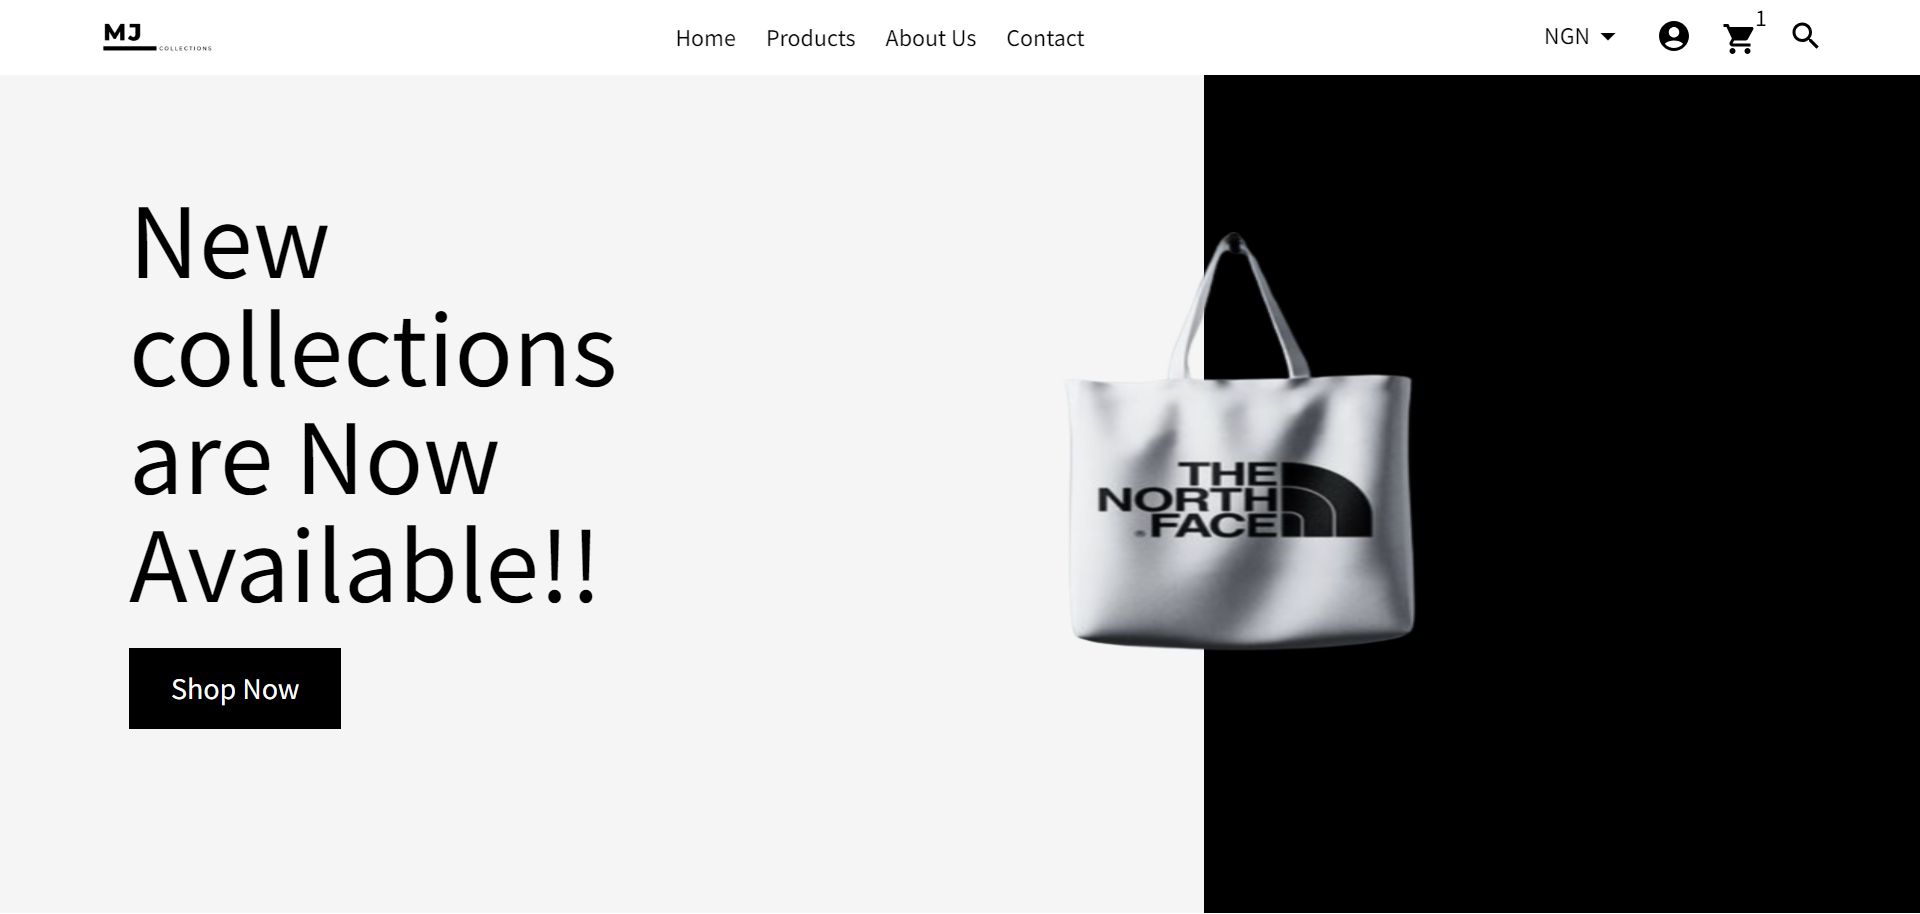 MJ
COLLECTIONS
Home Products About Us Contact
NGN
1
New
collections
are Now
Available!!
Shop Now
THE
NORTH
FACE